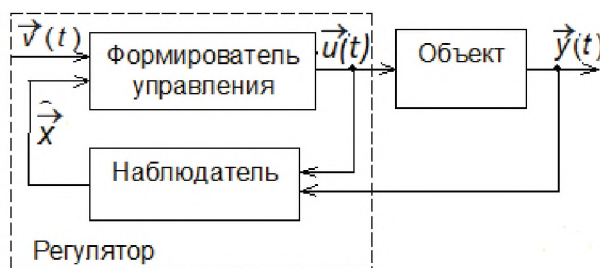 v(t)
Формирователь
управления
u(t)
Объект
y(t)
x̂
Наблюдатель
Регулятор